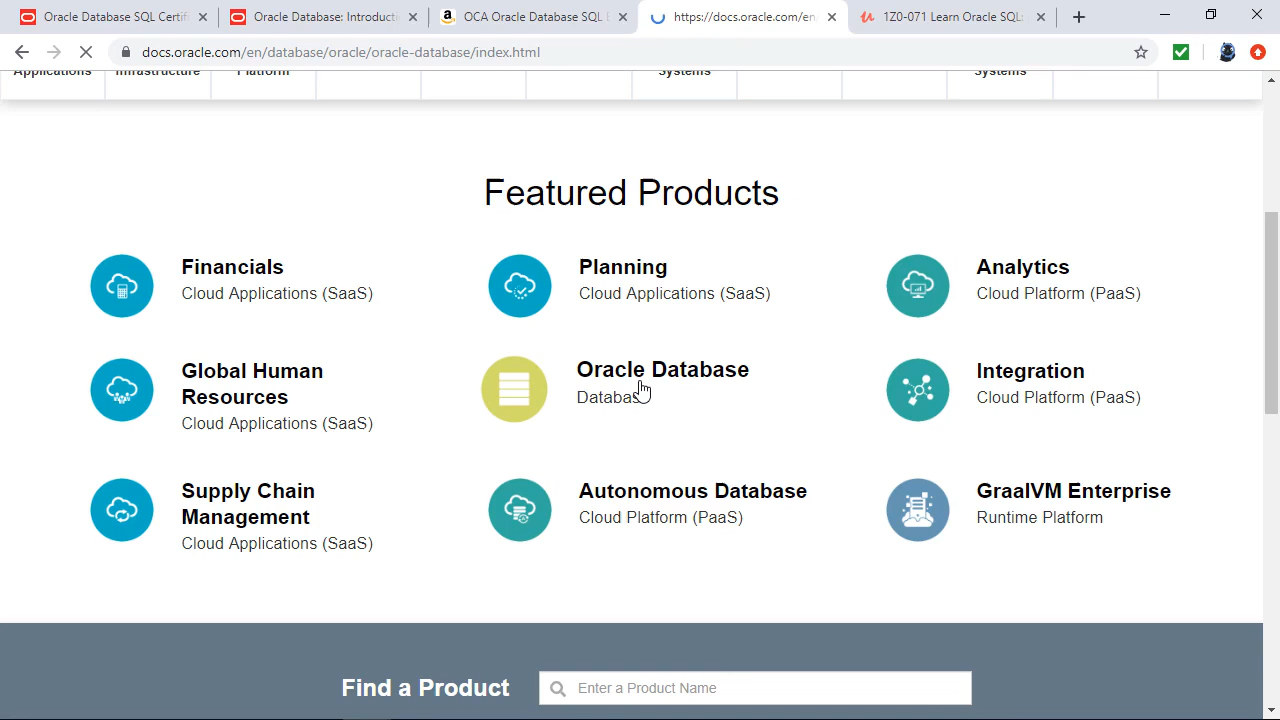 Oracle Database SQL Certif
Oracle Database: Introducti
OCA Oracle Database SQL E
https://docs.oracle.com/en/
1Z0-071 Learn Oracle SQL:
docs.oracle.com/en/database/oracle/oracle-database/index.html
Applications Infrastructure Platform Systems Systems
Featured Products
Financials
Cloud Applications (SaaS)
Planning
Cloud Applications (SaaS)
Analytics
Cloud Platform (PaaS)
Global Human
Resources
Cloud Applications (SaaS)
Oracle Database
Databas
Integration
Cloud Platform (PaaS)
Supply Chain
Management
Cloud Applications (SaaS)
Autonomous Database
Cloud Platform (PaaS)
GraalVM Enterprise
Runtime Platform
Find a Product
Enter a Product Name